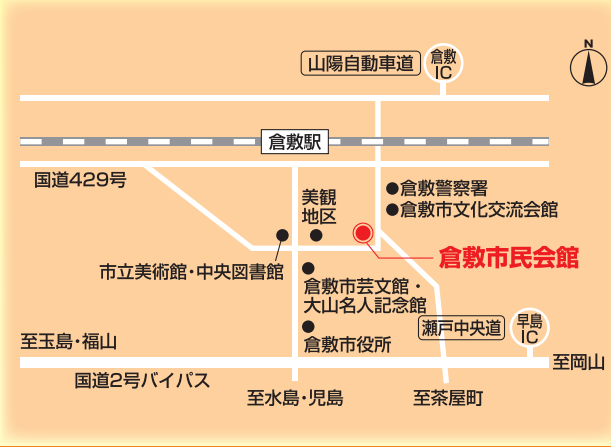 山陽自動車道
倉敷
IC
N
倉敷駅
国道429号
美観
地区
倉敷警察署
倉敷市文化交流会館
市立美術館・中央図書館
倉敷市民会館
倉敷市芸文館・
大山名人記念館
倉敷市役所
瀬戸中央道
早島
IC
至玉島・福山
至岡山
国道2号バイパス
至水島・児島
至茶屋町